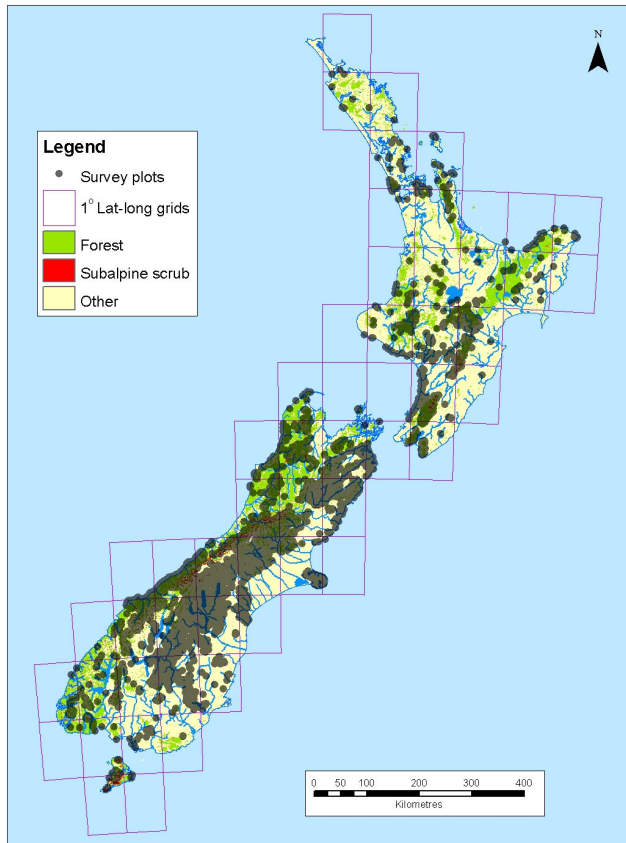 N
Legend
Survey plots
1° Lat-long grids
Forest
Subalpine scrub
Other
0 50 100 200 300 400
Kilometres